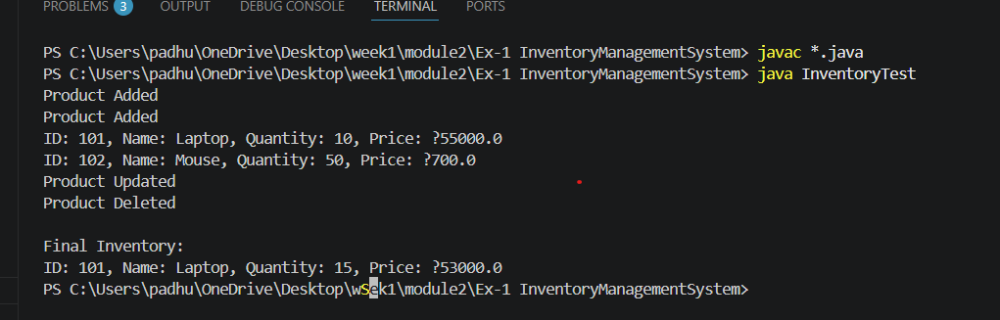 PROBLEMS 3 OUTPUT DEBUG CONSOLE TERMINAL PORTS
PS C:\Users\padhu\OneDrive\Desktop\week1\module2\Ex-1 InventoryManagementSystem> javac *.java
PS C:\Users\padhu\OneDrive\Desktop\week1\module2\Ex-1 InventoryManagementSystem> java InventoryTest
Product Added
Product Added
ID: 101, Name: Laptop, Quantity: 10, Price: ?55000.0
ID: 102, Name: Mouse, Quantity: 50, Price: ?700.0
Product Updated
Product Deleted
Final Inventory:
ID: 101, Name: Laptop, Quantity: 15, Price: ?53000.0
PS C:\Users\padhu\OneDrive\Desktop\wSek1\module2\Ex-1 InventoryManagementSystem>